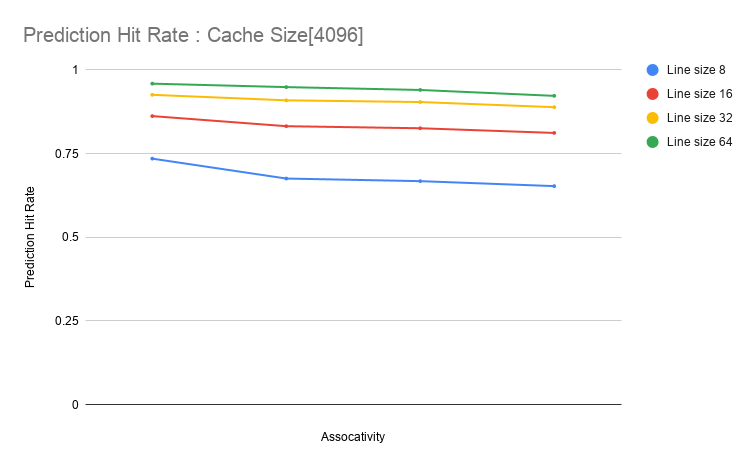 Prediction Hit Rate : Cache Size[4096]
1
0.75
0.5
0.25
0
Prediction Hit Rate
Assocativity
Line size 8
Line size 16
Line size 32
Line size 64